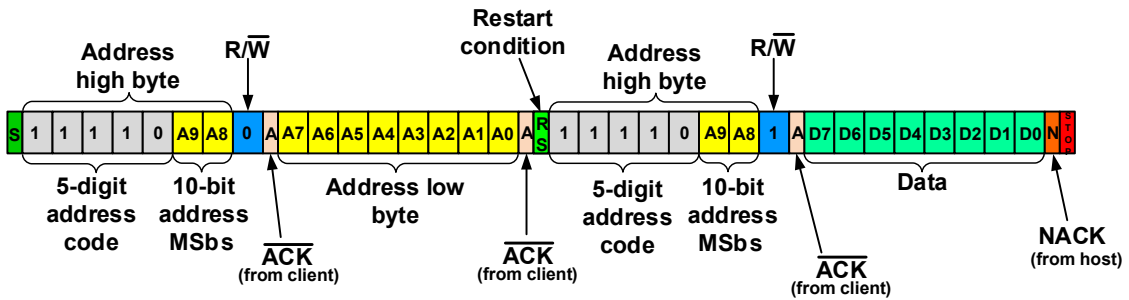 Restart
condition
Address
high byte
R/W̅
Address
high byte
R/W̅
S 1 1 1 1 0 A9 A8 0 A A7 A6 A5 A4 A3 A2 A1 A0 A RS 1 1 1 1 0 A9 A8 1 A D7 D6 D5 D4 D3 D2 D1 D0 N STOP
5-digit
address
code
10-bit
address
MSbs
Address low
byte
5-digit
address
code
10-bit
address
MSbs
Data
A̅C̅K̅
(from client)
A̅C̅K̅
(from client)
A̅C̅K̅
(from client)
NACK
(from host)